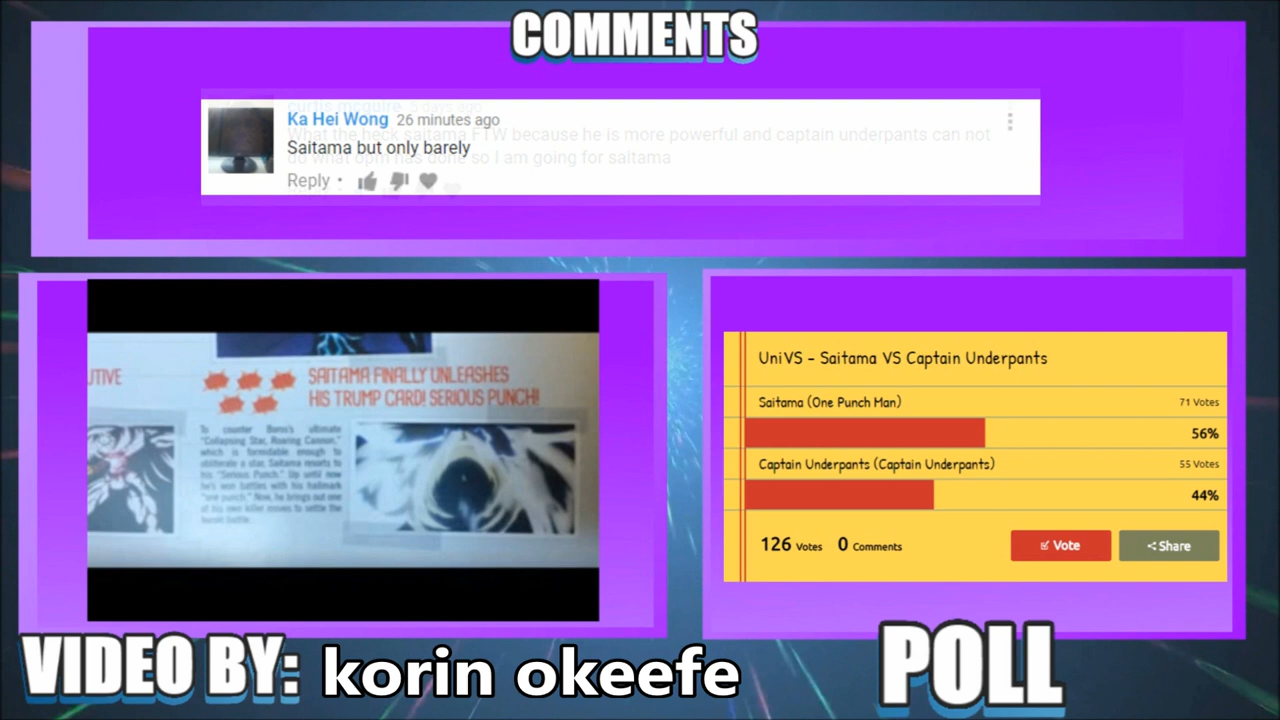 COMMENTS
curtis mcguire 5 days ago
Ka Hei Wong 26 minutes ago
What the heck saitama FTW because he is more powerful and captain underpants can not
Saitama but only barely
do what opm has done so I am going for saitama
Reply
UTIVE
SAITAMA FINALLY UNLEASHES
HIS TRUMP CARD! SERIOUS PUNCH!
To counter Boros's ultimate
"Collapsing Star, Roaring Cannon,"
which is formidable enough to
obliterate a star, Saitama resorts to
his "Serious Punch." Up until now
he's won battles with his hallmark
"one punch." Now, he brings out one
of his own killer moves to settle the
UniVS - Saitama VS Captain Underpants
Saitama (One Punch Man) 71 Votes
56%
Captain Underpants (Captain Underpants) 55 Votes
44%
126 Votes 0 Comments Vote Share
VIDEO BY: korin okeefe
POLL